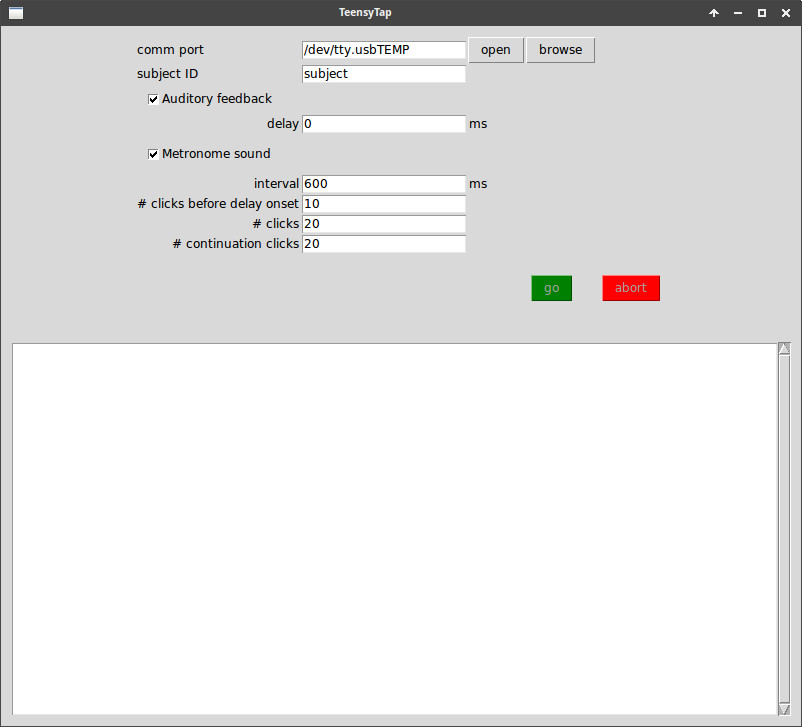 TeensyTap
comm port /dev/tty.usbTEMP open browse
subject ID subject
Auditory feedback
delay 0 ms
Metronome sound
interval 600 ms
# clicks before delay onset 10
# clicks 20
# continuation clicks 20
go abort